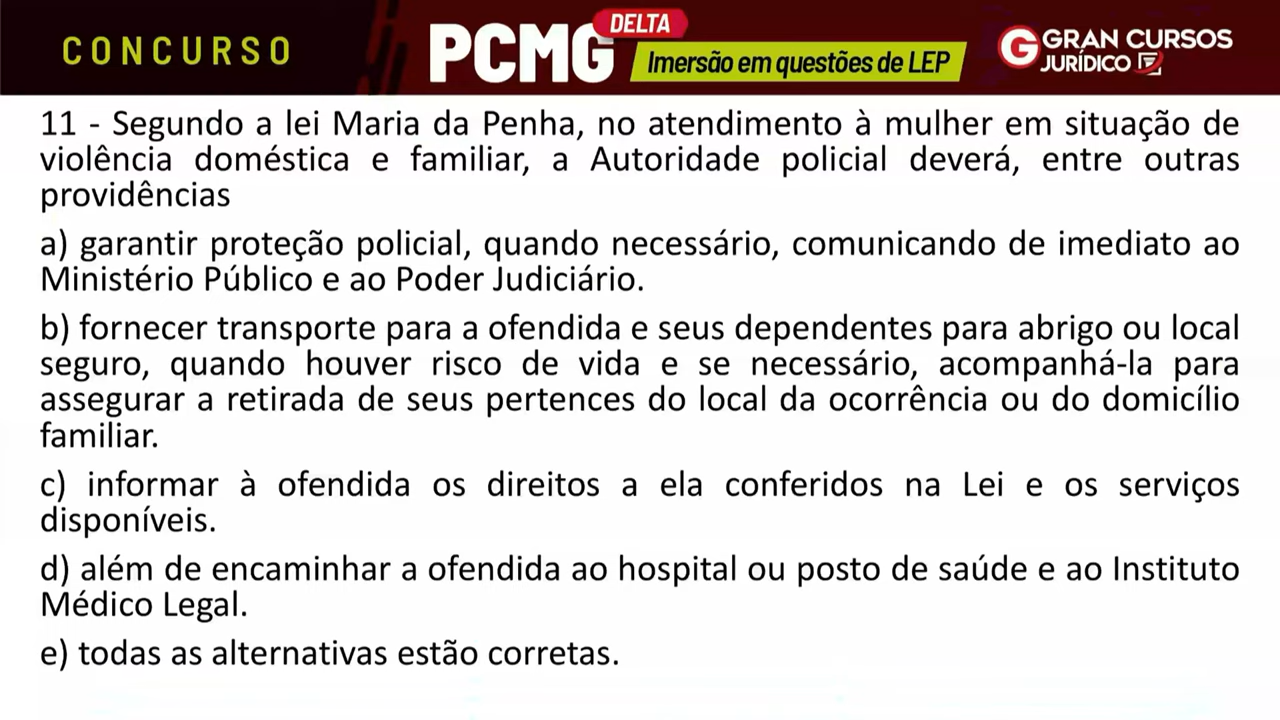 CONCURSO
PCMG
DELTA
Imersão em questões de LEP
GRAN CURSOS
JURÍDICO
11 - Segundo a lei Maria da Penha, no atendimento à mulher em situação de
violência doméstica e familiar, a Autoridade policial deverá, entre outras
providências
a) garantir proteção policial, quando necessário, comunicando de imediato ao
Ministério Público e ao Poder Judiciário.
b) fornecer transporte para a ofendida e seus dependentes para abrigo ou local
seguro, quando houver risco de vida e se necessário, acompanhá-la para
assegurar a retirada de seus pertences do local da ocorrência ou do domicílio
familiar.
c) informar à ofendida os direitos a ela conferidos na Lei e os serviços
disponíveis.
d) além de encaminhar a ofendida ao hospital ou posto de saúde e ao Instituto
Médico Legal.
e) todas as alternativas estão corretas.